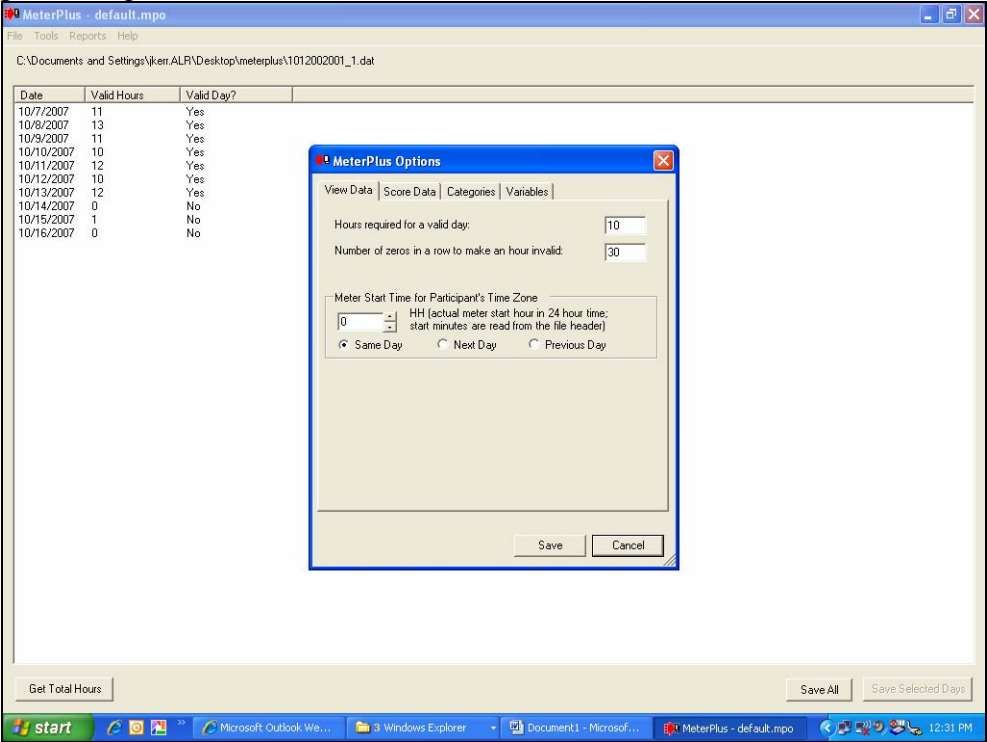 MeterPlus - default.mpo
File Tools Reports Help
C:\Documents and Settings\jkerr.ALR\Desktop\meterplus\1012002001_1.dat
Date Valid Hours Valid Day?
10/7/2007 11 Yes
10/8/2007 13 Yes
10/9/2007 11 Yes
10/10/2007 10 Yes
10/11/2007 12 Yes
10/12/2007 10 Yes
10/13/2007 12 Yes
10/14/2007 0 No
10/15/2007 1 No
10/16/2007 0 No
MeterPlus Options
View Data Score Data Categories Variables
Hours required for a valid day: 10
Number of zeros in a row to make an hour invalid: 30
Meter Start Time for Participant's Time Zone
0 HH (actual meter start hour in 24 hour time;
start minutes are read from the file header)
Same Day Next Day Previous Day
Save Cancel
Get Total Hours Save All Save Selected Days
start Microsoft Outlook We... 3 Windows Explorer Document1 - Microsof... MeterPlus - default.mpo 12:31 PM